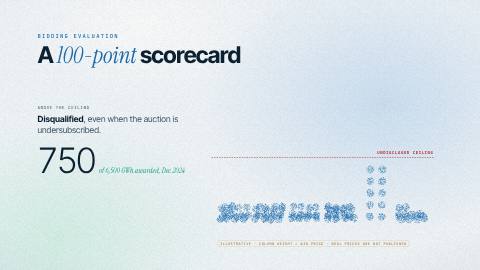 BIDDING EVALUATION
A 100-point scorecard
ABOVE THE CEILING
Disqualified, even when the auction is
undersubscribed.
750 of 6,500 GWh awarded, Dec 2024
UNDISCLOSED CEILING
ILLUSTRATIVE · COLUMN HEIGHT = BID PRICE · REAL PRICES ARE NOT PUBLISHED